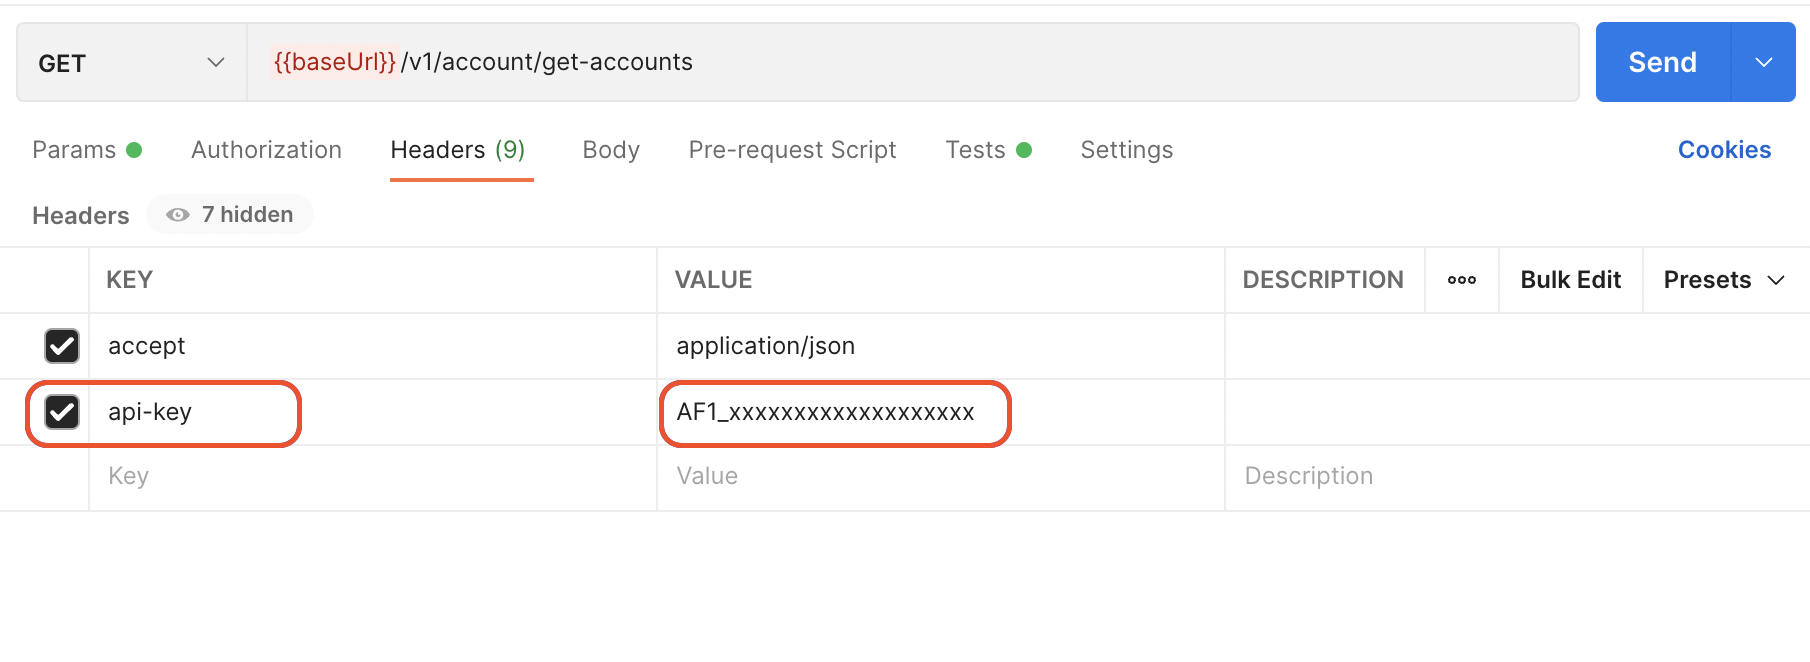 GET {{baseUrl}}/v1/account/get-accounts Send
Params Authorization Headers (9) Body Pre-request Script Tests Settings Cookies
Headers 7 hidden
KEY VALUE DESCRIPTION ooo Bulk Edit Presets
accept application/json
api-key AF1_xxxxxxxxxxxxxxxxxxx
Key Value Description